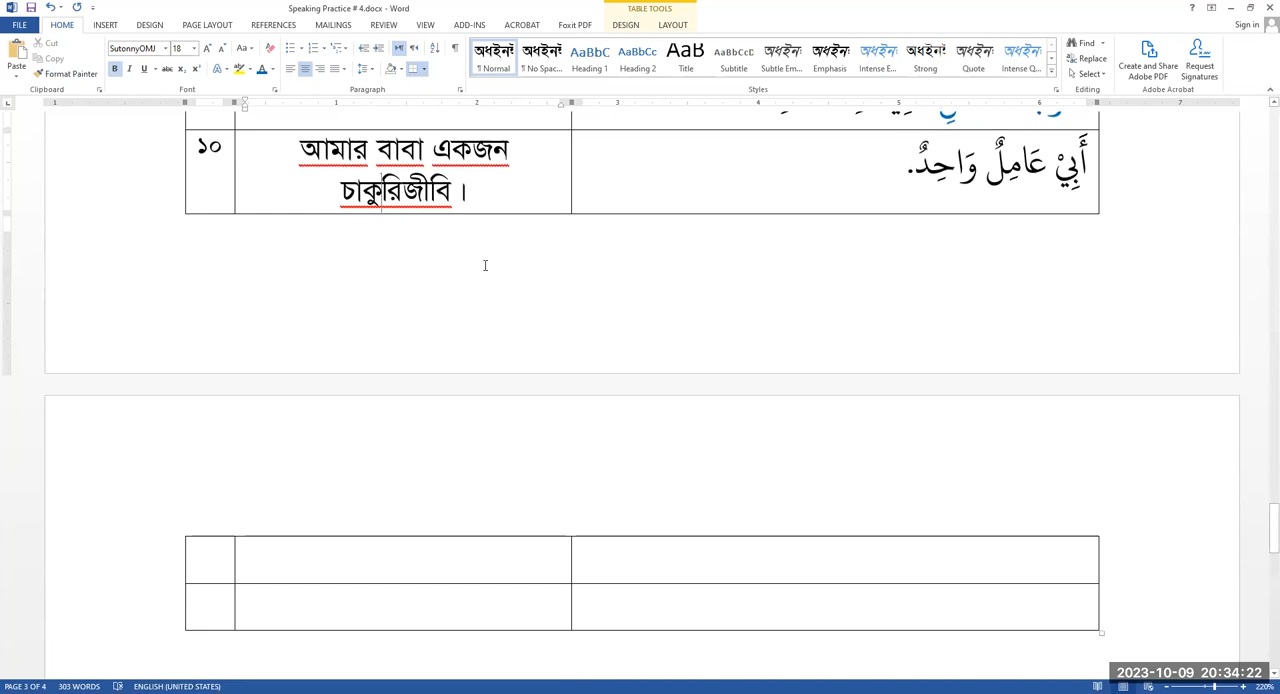 Speaking Practice # 4.docx - Word
TABLE TOOLS
Sign in
FILE HOME INSERT DESIGN PAGE LAYOUT REFERENCES MAILINGS REVIEW VIEW ADD-INS ACROBAT Foxit PDF DESIGN LAYOUT
Paste
Cut
Copy
Format Painter
Clipboard
SutonnyOMJ 18
Font
Paragraph
¶ Normal
¶ No Spac...
AaBbC Heading 1
AaBbCc Heading 2
AaB Title
AaBbCcD Subtitle
Subtle Em...
Emphasis
Intense E...
Strong
Quote
Intense Q...
Styles
Find
Replace
Select
Editing
Create and Share Adobe PDF
Request Signatures
Adobe Acrobat
১০
আমার বাবা একজন
চাকুরিজীবি।
أَبِيْ عَامِلٌ وَاحِدٌ.
2023-10-09 20:34:22
PAGE 3 OF 4 303 WORDS ENGLISH (UNITED STATES) 220%